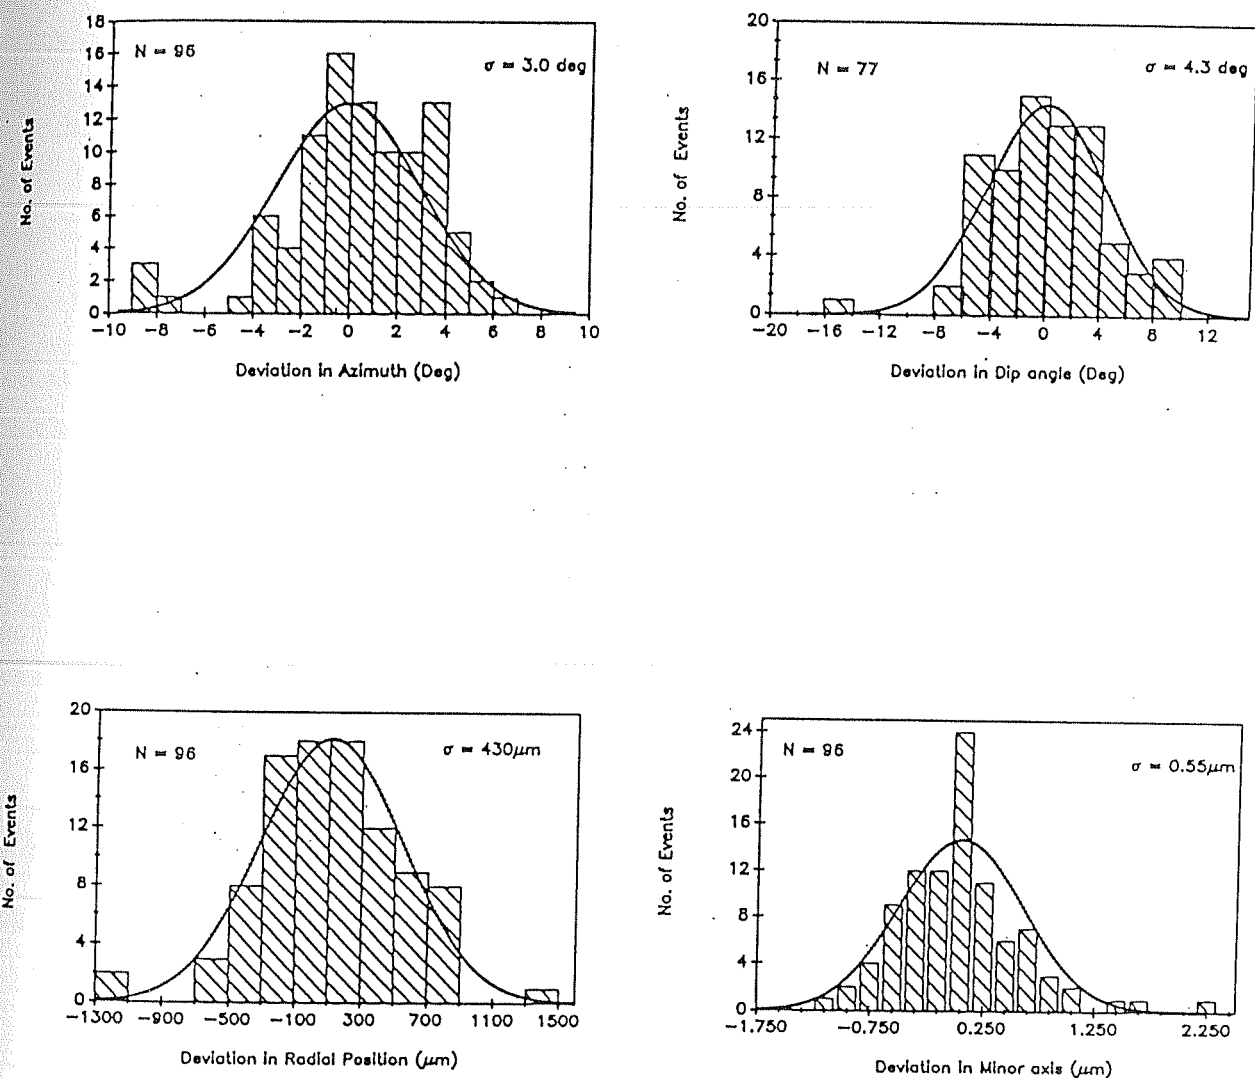 18
16
14
12
10
8
6
4
2
0
No. of Events
N = 96
σ = 3.0 deg
-10 -8 -6 -4 -2 0 2 4 6 8 10
Deviation in Azimuth (Deg)
20
16
12
8
4
0
No. of Events
N = 77
σ = 4.3 deg
-20 -16 -12 -8 -4 0 4 8 12
Deviation in Dip angle (Deg)
20
16
12
8
4
0
No. of Events
N = 96
σ = 430μm
-1300 -900 -500 -100 300 700 1100 1500
Deviation in Radial Position (μm)
24
20
16
12
8
4
0
No. of Events
N = 96
σ = 0.55μm
-1.750 -0.750 0.250 1.250 2.250
Deviation in Minor axis (μm)